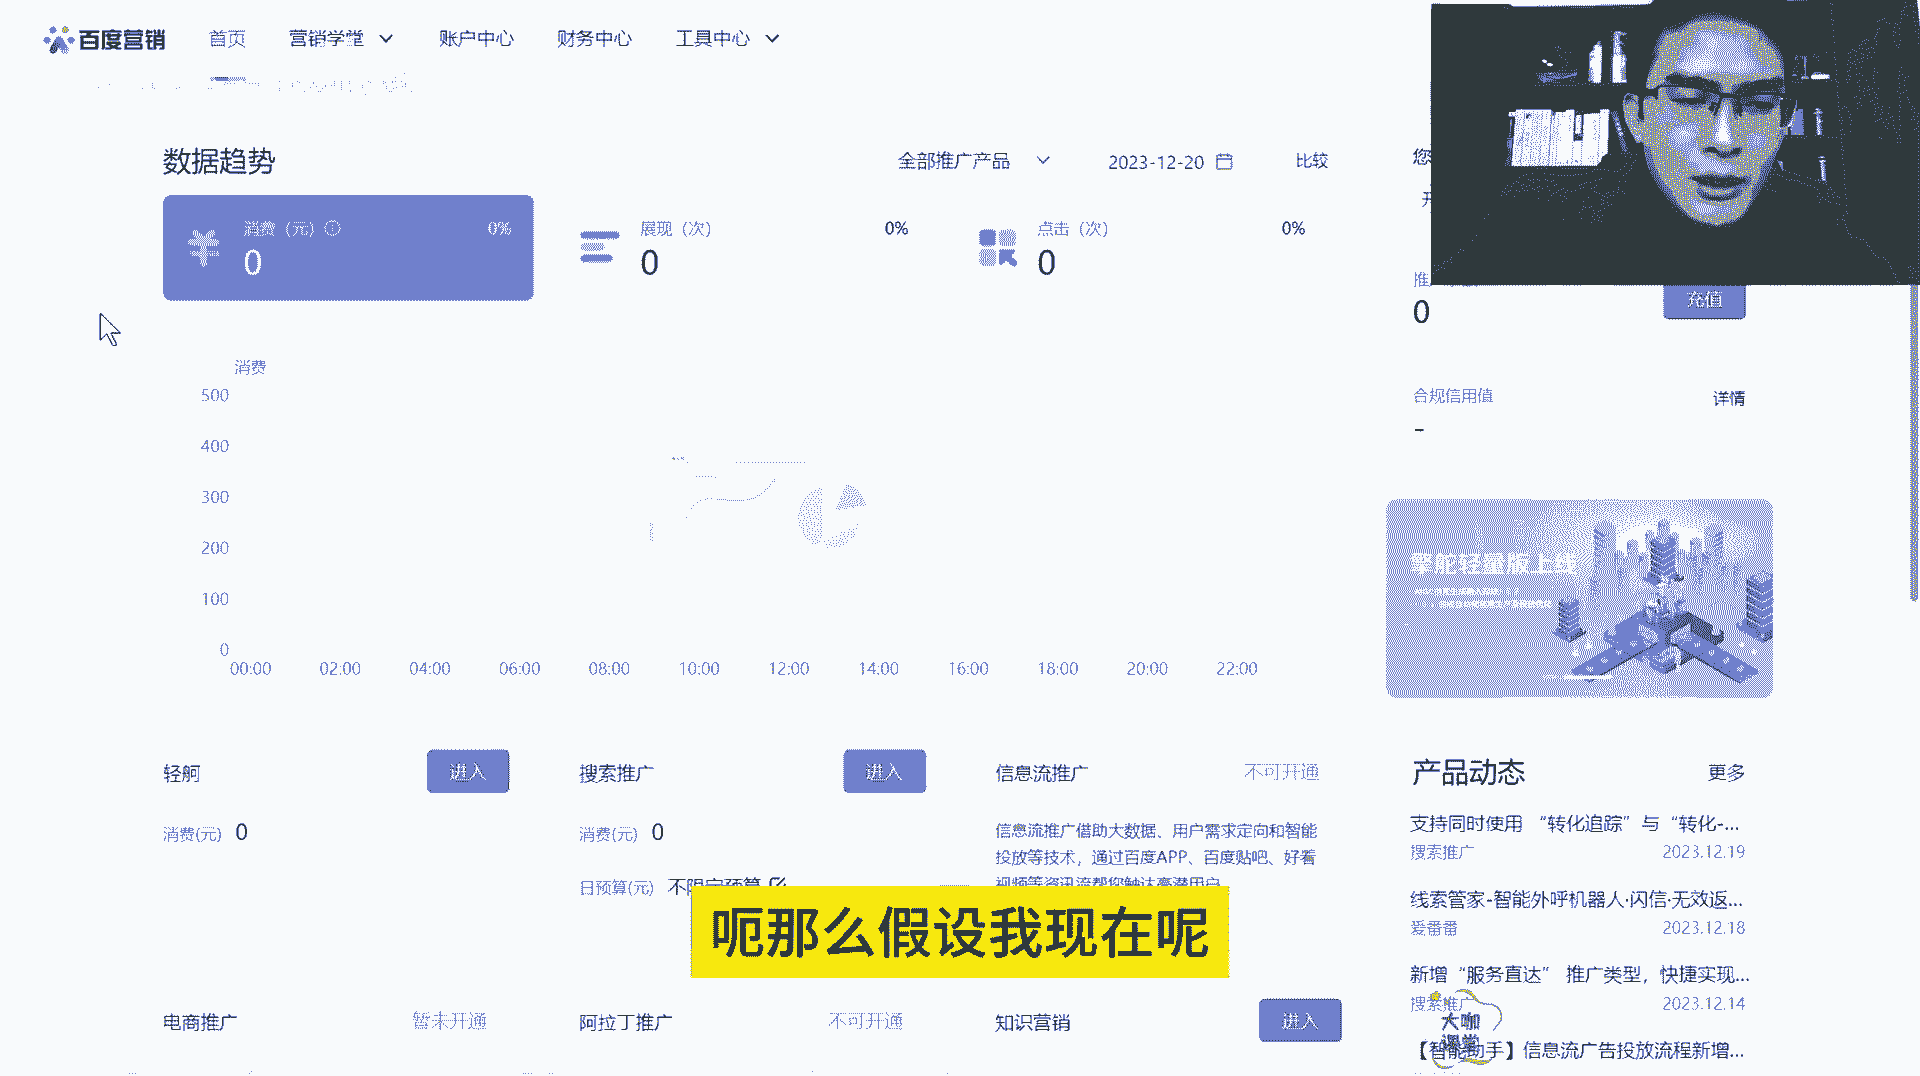 百度营销 首页 营销学堂 账户中心 财务中心 工具中心
数据趋势 全部推广产品 2023-12-20 比较
消费（元） 0%
0
展现（次） 0%
0
点击（次） 0%
0
0 充值
消费
500
400
300
200
100
0
00:00 02:00 04:00 06:00 08:00 10:00 12:00 14:00 16:00 18:00 20:00 22:00
合规信用值 详情
-
擎舵轻量版上线
轻舸 进入
消费(元) 0
搜索推广 进入
消费(元) 0
日预算(元) 不限定预算
信息流推广 不可开通
信息流推广借助大数据、用户需求定向和智能
投放等技术，通过百度APP、百度贴吧、好看
视频等资讯流帮您触达高潜用户
产品动态 更多
支持同时使用 “转化追踪”与“转化-...
搜索推广 2023.12.19
线索管家-智能外呼机器人·闪信·无效返...
爱番番 2023.12.18
新增“服务直达” 推广类型，快捷实现...
搜索推广 2023.12.14
【智能助手】信息流广告投放流程新增...
大咖
课堂
呃那么假设我现在呢
电商推广 暂未开通
阿拉丁推广 不可开通
知识营销 进入